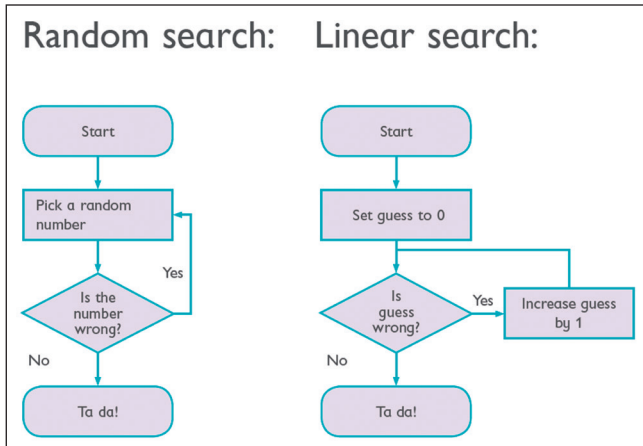 Random search:
Start
Pick a random
number
Yes
Is the
number
wrong?
No
Ta da!
Linear search:
Start
Set guess to 0
Is
guess
wrong?
Yes
Increase guess
by 1
No
Ta da!